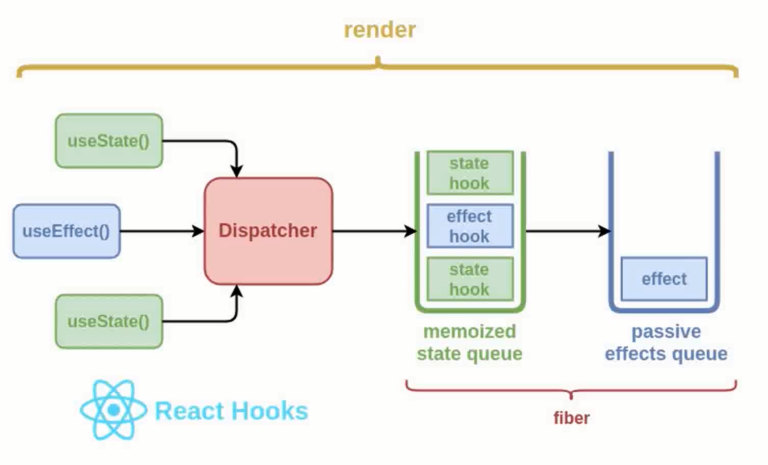 render
useState()
useEffect()
useState()
Dispatcher
state
hook
effect
hook
state
hook
memoized
state queue
effect
passive
effects queue
fiber
React Hooks